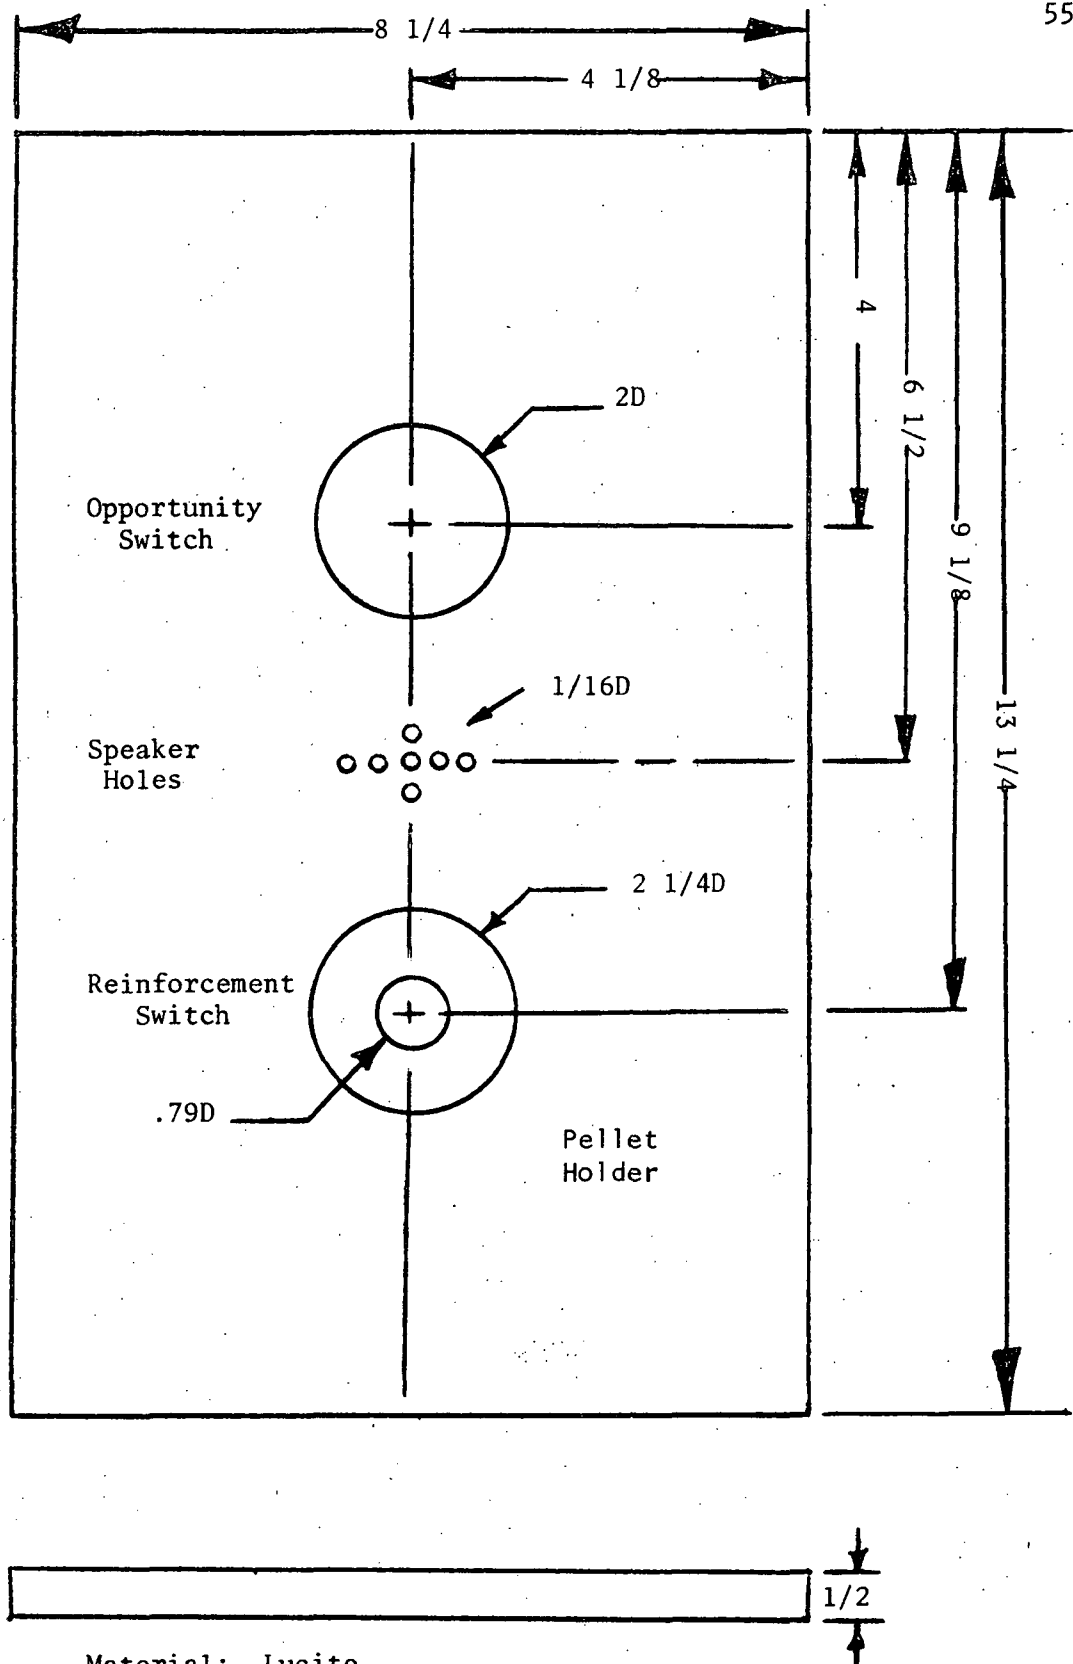 55
8 1/4
4 1/8
4
6 1/2
9 1/8
13 1/4
2D
Opportunity
Switch
1/16D
Speaker
Holes
2 1/4D
Reinforcement
Switch
.79D
Pellet
Holder
1/2
Material: Lucite